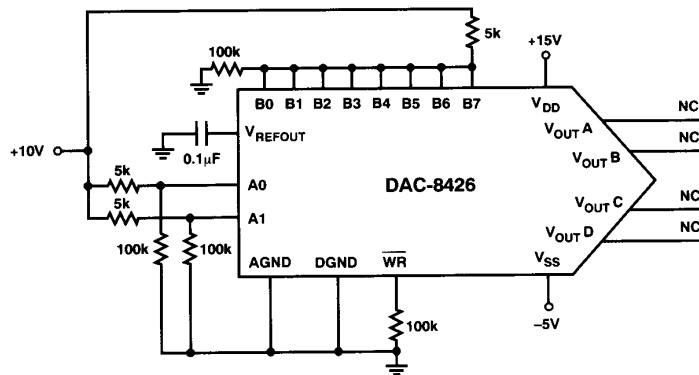 5k
+15V
100k
B0 B1 B2 B3 B4 B5 B6 B7
VDD
NC
VOUT A
VREFOUT
NC
VOUT B
0.1μF
+10V
5k
DAC-8426
A0
NC
VOUT C
5k
A1
NC
VOUT D
100k 100k
AGND DGND WR
VSS
100k
–5V